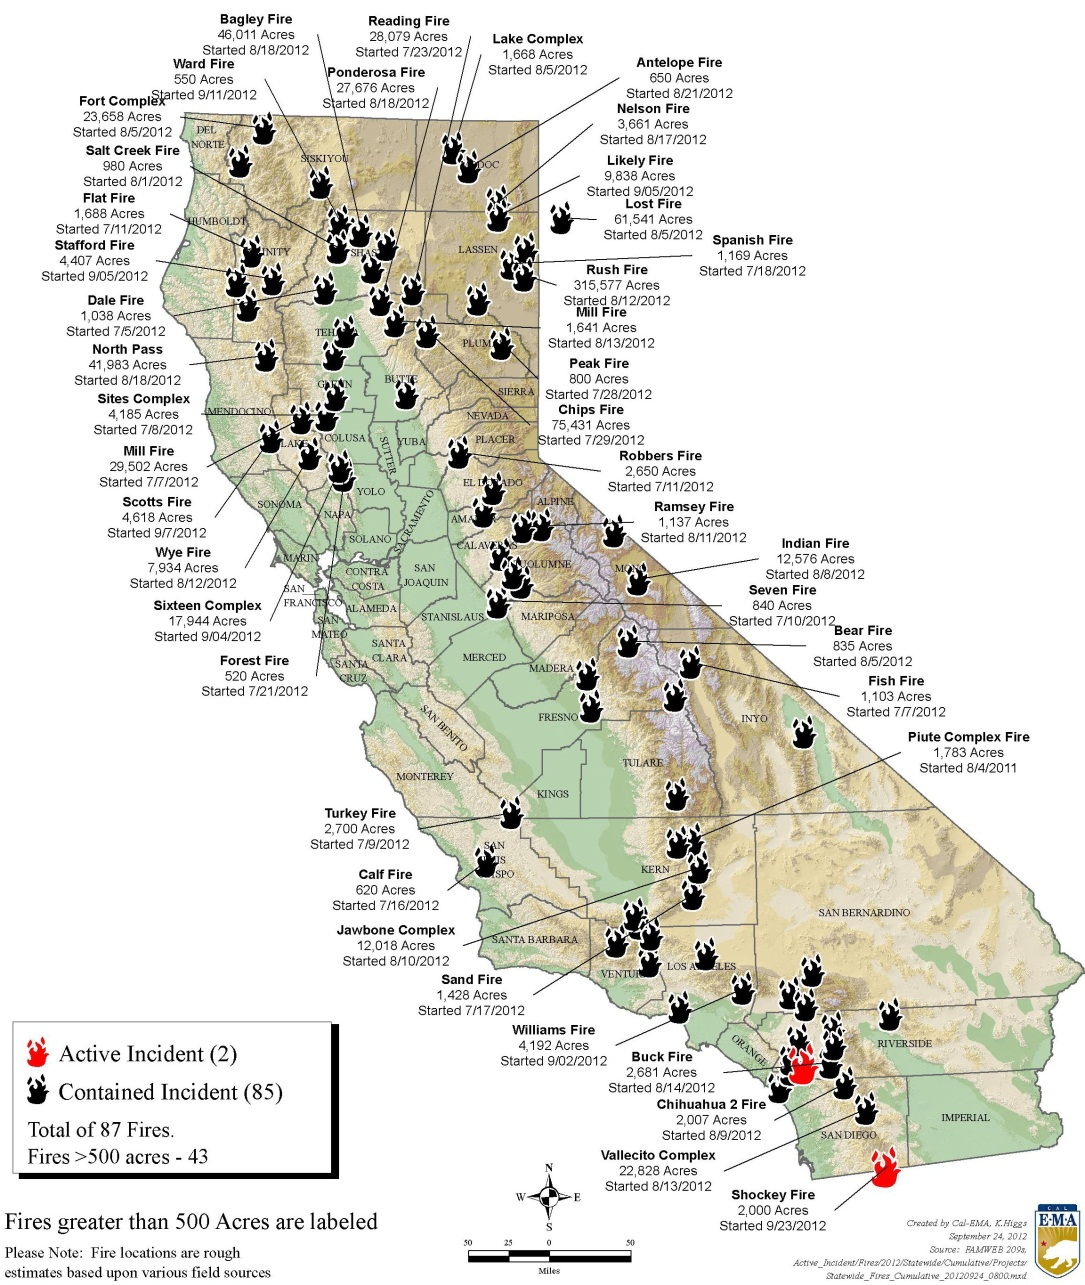 Bagley Fire
46,011 Acres
Started 8/18/2012
Reading Fire
28,079 Acres
Started 7/23/2012
Lake Complex
1,668 Acres
Started 8/5/2012
Ward Fire
550 Acres
Started 9/11/2012
Ponderosa Fire
27,676 Acres
Started 8/18/2012
Antelope Fire
650 Acres
Started 8/21/2012
Fort Complex
23,658 Acres
Started 8/5/2012
Nelson Fire
3,661 Acres
Started 8/17/2012
Salt Creek Fire
980 Acres
Started 8/1/2012
Likely Fire
9,838 Acres
Started 9/05/2012
Flat Fire
1,688 Acres
Started 7/11/2012
Lost Fire
61,541 Acres
Started 8/5/2012
Stafford Fire
4,407 Acres
Started 9/05/2012
Spanish Fire
1,169 Acres
Started 7/18/2012
Rush Fire
315,577 Acres
Started 8/12/2012
Dale Fire
1,038 Acres
Started 7/5/2012
Mill Fire
1,641 Acres
Started 8/13/2012
North Pass
41,983 Acres
Started 8/18/2012
Peak Fire
800 Acres
Started 7/28/2012
Sites Complex
4,185 Acres
Started 7/8/2012
Chips Fire
75,431 Acres
Started 7/29/2012
Mill Fire
29,502 Acres
Started 7/7/2012
Robbers Fire
2,650 Acres
Started 7/11/2012
Scotts Fire
4,618 Acres
Started 9/7/2012
Ramsey Fire
1,137 Acres
Started 8/11/2012
Wye Fire
7,934 Acres
Started 8/12/2012
Indian Fire
12,576 Acres
Started 8/8/2012
Sixteen Complex
17,944 Acres
Started 9/04/2012
Seven Fire
840 Acres
Started 7/10/2012
Forest Fire
520 Acres
Started 7/21/2012
Bear Fire
835 Acres
Started 8/5/2012
Fish Fire
1,103 Acres
Started 7/7/2012
Piute Complex Fire
1,783 Acres
Started 8/4/2011
Turkey Fire
2,700 Acres
Started 7/9/2012
Calf Fire
620 Acres
Started 7/16/2012
Jawbone Complex
12,018 Acres
Started 8/10/2012
Sand Fire
1,428 Acres
Started 7/17/2012
Williams Fire
4,192 Acres
Started 9/02/2012
Buck Fire
2,681 Acres
Started 8/14/2012
Chihuahua 2 Fire
2,007 Acres
Started 8/9/2012
Vallecito Complex
22,828 Acres
Started 8/13/2012
Shockey Fire
2,000 Acres
Started 9/23/2012
DEL
NORTE
SISKIYOU
HUMBOLDT
LASSEN
SIERRA
NEVADA
PLACER
BUTTE
MENDOCINO
LAKE
COLUSA
SUTTER
YUBA
YOLO
SONOMA
NAPA
SACRAMENTO
ALPINE
SOLANO
MARIN
CONTRA
COSTA
SAN
JOAQUIN
SAN
FRANCISCO
ALAMEDA
SAN
MATEO
STANISLAUS
MARIPOSA
SANTA
CLARA
SANTA
CRUZ
MERCED
MADERA
SAN BENITO
FRESNO
INYO
MONTEREY
TULARE
KINGS
KERN
SAN BERNARDINO
SANTA BARBARA
ORANGE
RIVERSIDE
SAN DIEGO
IMPERIAL
Active Incident (2)
Contained Incident (85)
Total of 87 Fires.
Fires >500 acres - 43
Fires greater than 500 Acres are labeled
Please Note: Fire locations are rough
estimates based upon various field sources
N
W E
S
50 25 0 50
Miles
Created by Cal-EMA, K.Higgs
September 24, 2012
Source: FAMWEB 209s,
Active_Incident/Fires/2012/Statewide/Cumulative/Projects/
Statewide_Fires_Cumulative_20120924_0800.mxd
CAL
E·M·A